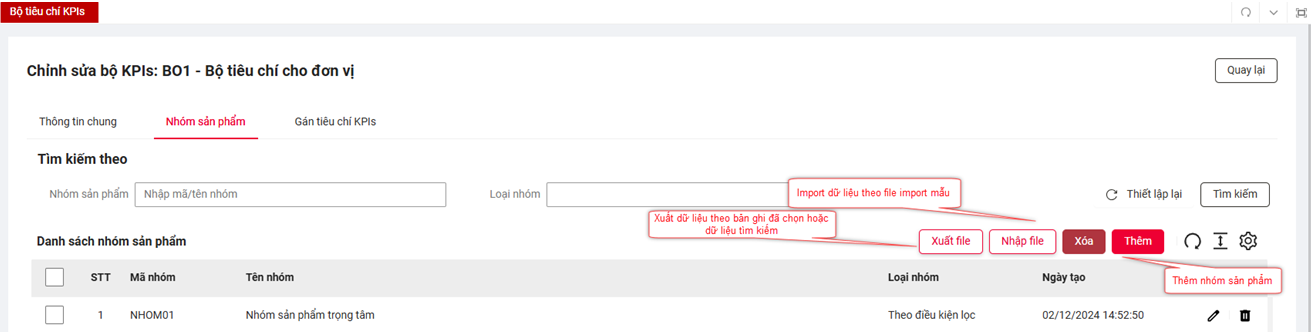 Bộ tiêu chí KPIs
Chỉnh sửa bộ KPIs: BO1 - Bộ tiêu chí cho đơn vị
Quay lại
Thông tin chung
Nhóm sản phẩm
Gán tiêu chí KPIs
Tìm kiếm theo
Nhóm sản phẩm
Nhập mã/tên nhóm
Loại nhóm
Import dữ liệu theo file import mẫu
Thiết lập lại
Tìm kiếm
Xuất dữ liệu theo bản ghi đã chọn hoặc
dữ liệu tìm kiếm
Danh sách nhóm sản phẩm
Xuất file
Nhập file
Xóa
Thêm
Thêm nhóm sản phẩm
STT
Mã nhóm
Tên nhóm
Loại nhóm
Ngày tạo
1
NHOM01
Nhóm sản phẩm trọng tâm
Theo điều kiện lọc
02/12/2024 14:52:50